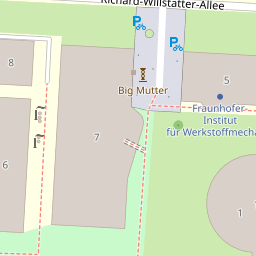 Richard-Willstätter-Allee
8
5
Big Mutter
Fraunhofer
Institut
für Werkstoffmecha
7
6
1